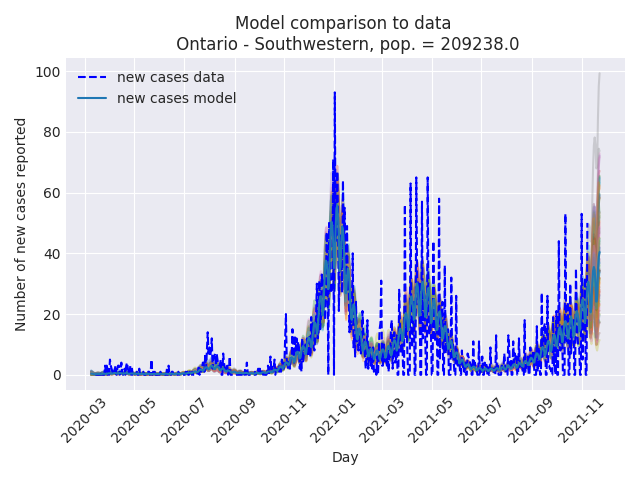 Model comparison to data
Ontario - Southwestern, pop. = 209238.0
new cases data
new cases model
Number of new cases reported
100
80
60
40
20
0
2020-03
2020-05
2020-07
2020-09
2020-11
2021-01
2021-03
2021-05
2021-07
2021-09
2021-11
Day